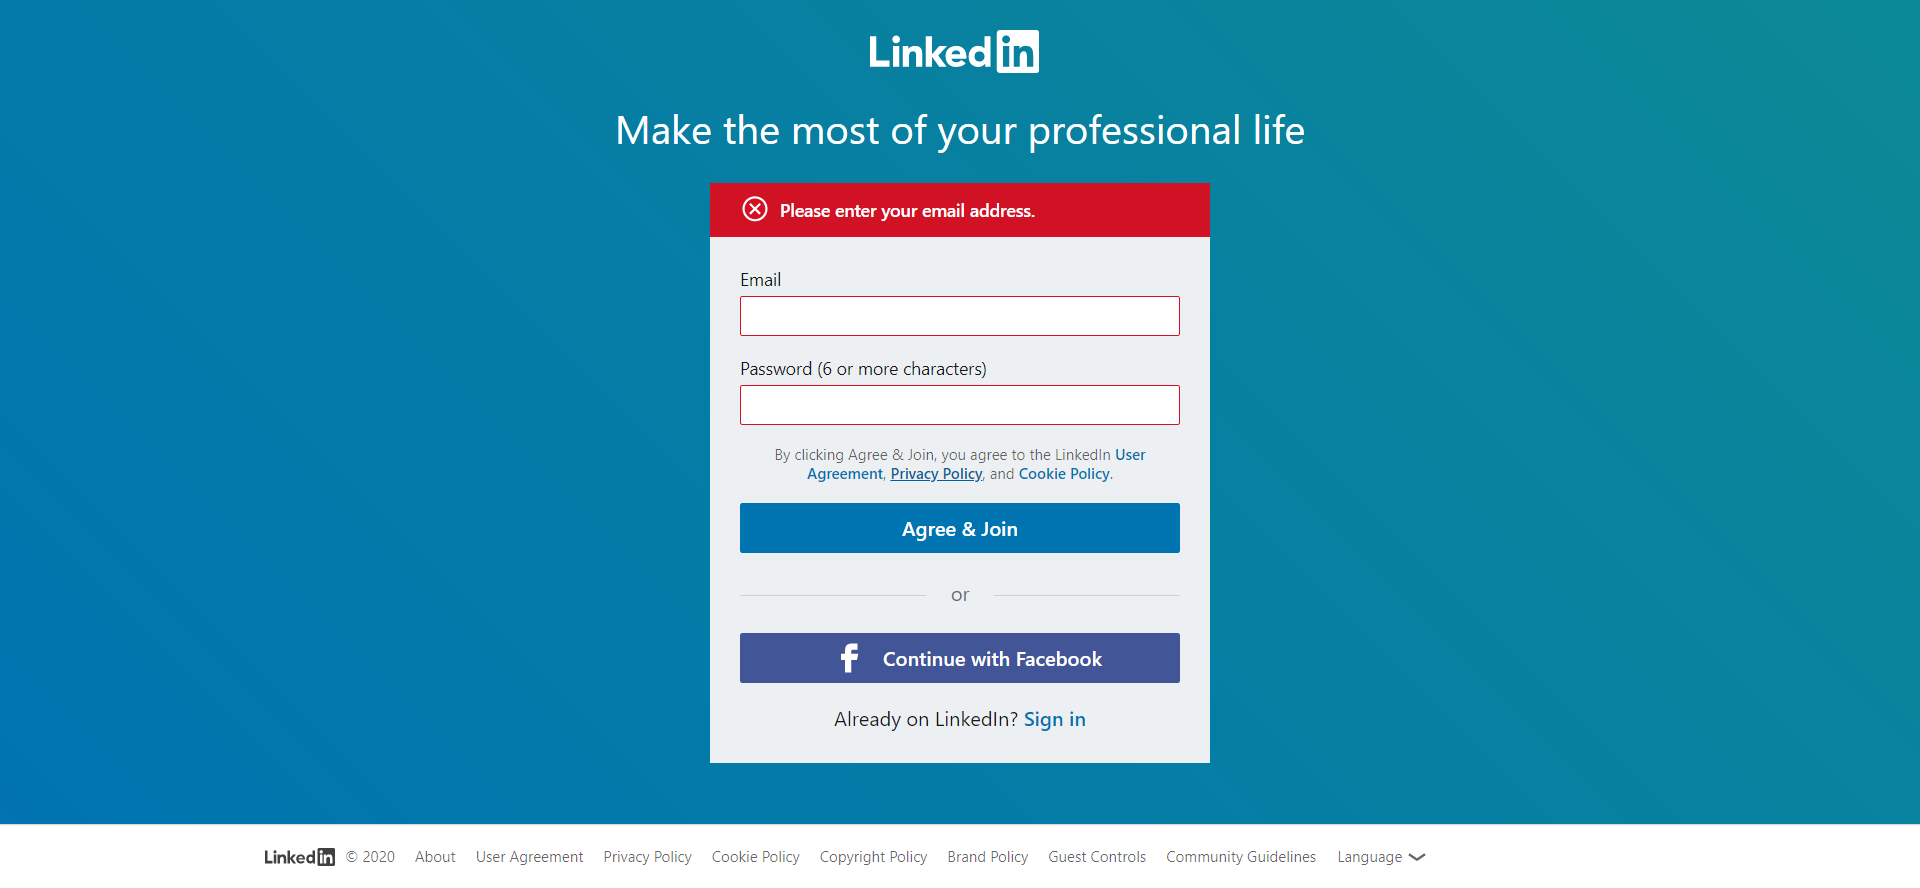 LinkedIn
Make the most of your professional life
Please enter your email address.
Email
Password (6 or more characters)
By clicking Agree & Join, you agree to the LinkedIn User
Agreement, Privacy Policy, and Cookie Policy.
Agree & Join
or
f Continue with Facebook
Already on LinkedIn? Sign in
LinkedIn © 2020 About User Agreement Privacy Policy Cookie Policy Copyright Policy Brand Policy Guest Controls Community Guidelines Language